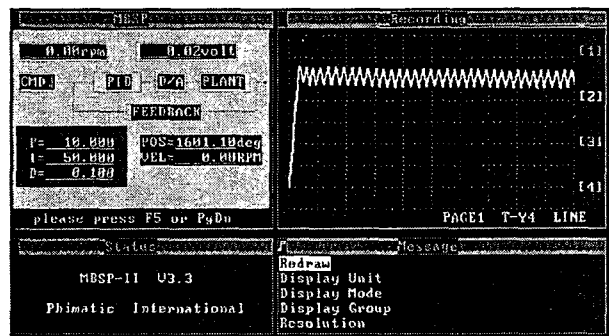 MBSP
0.00rpm 0.02volt
CMD. PID D/A PLANT
FEEDBACK
P= 10.000
I= 50.000
D= 0.100
POS=1601.10deg
VEL= 0.00RPM
please press F5 or PgDn
Recording
[1]
[2]
[3]
[4]
PAGE1 T-Y4 LINE
Status
MBSP-II V3.3
Phimatic International
Message
Redraw
Display Unit
Display Mode
Display Group
Resolution